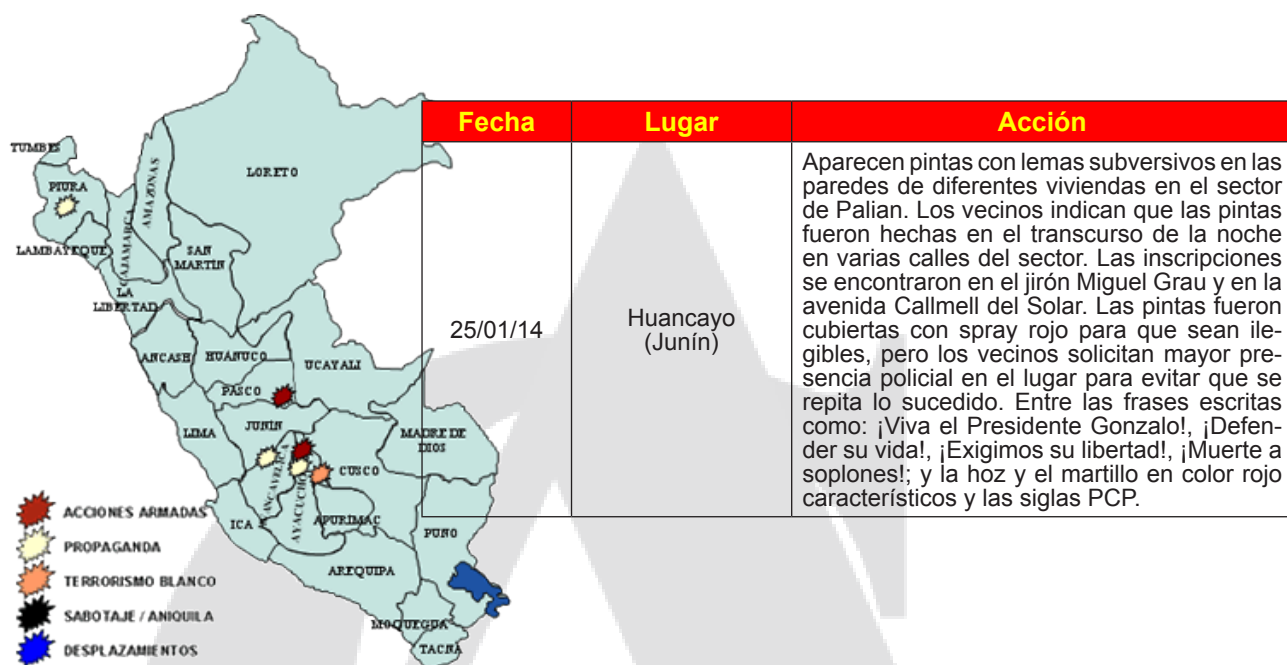 TUMBES
PIURA
LAMBAYEQUE
CAJAMARCA
AMAZONAS
LORETO
SAN
MARTÍN
LA
LIBERTAD
ANCASH
HUÁNUCO
UCAYALI
PASCO
LIMA
JUNÍN
MADRE DE
DIOS
CUSCO
ICA
AYACUCHO
APURIMAC
PUNO
AREQUIPA
MOQUEGUA
TACNA
ACCIONES ARMADAS
PROPAGANDA
TERRORISMO BLANCO
SABOTAJE / ANIQUILA
DESPLAZAMIENTOS
Fecha Lugar Acción
25/01/14
Huancayo
(Junín)
Aparecen pintas con lemas subversivos en las
paredes de diferentes viviendas en el sector
de Palian. Los vecinos indican que las pintas
fueron hechas en el transcurso de la noche
en varias calles del sector. Las inscripciones
se encontraron en el jirón Miguel Grau y en la
avenida Callmell del Solar. Las pintas fueron
cubiertas con spray rojo para que sean ile-
gibles, pero los vecinos solicitan mayor pre-
sencia policial en el lugar para evitar que se
repita lo sucedido. Entre las frases escritas
como: ¡Viva el Presidente Gonzalo!, ¡Defen-
der su vida!, ¡Exigimos su libertad!, ¡Muerte a
soplones!; y la hoz y el martillo en color rojo
característicos y las siglas PCP.